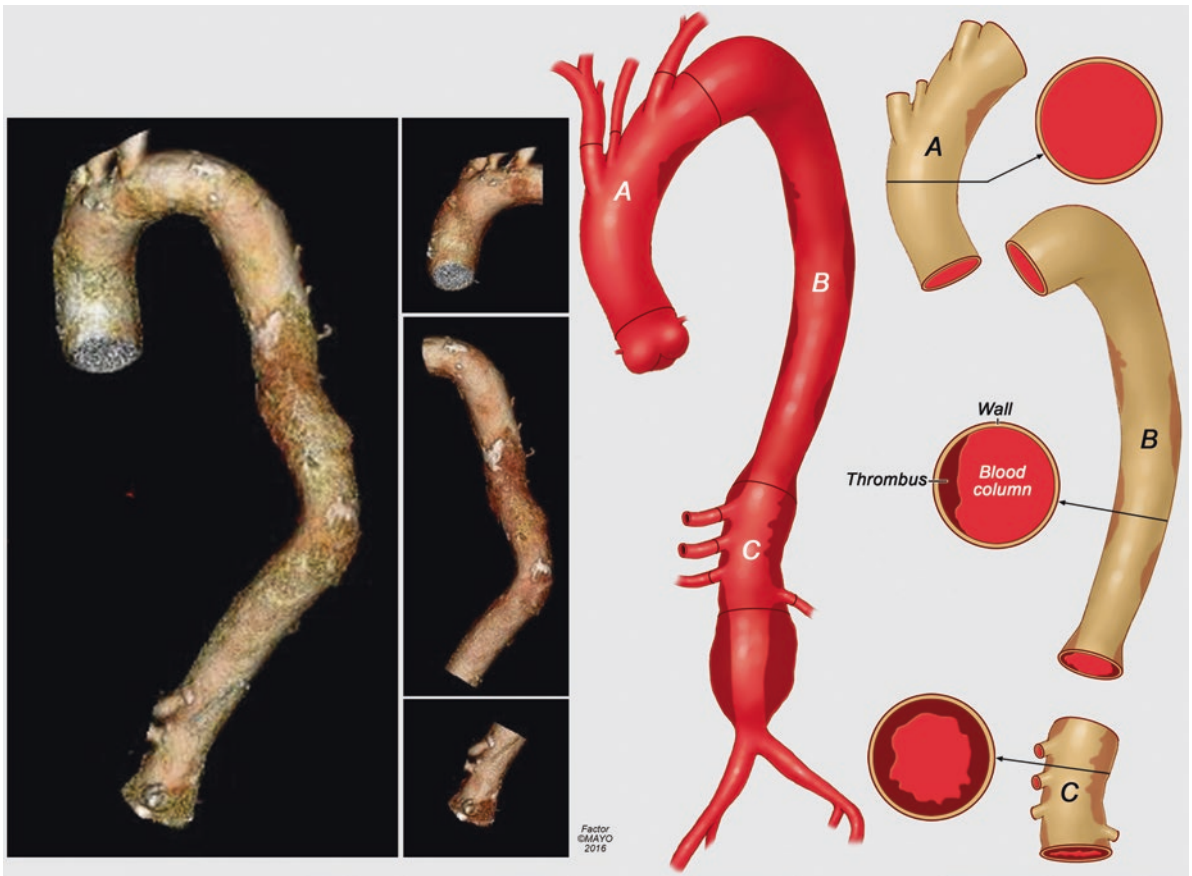 A
B
C
A
Wall
Thrombus
Blood
column
B
C
Factor
©MAYO
2016